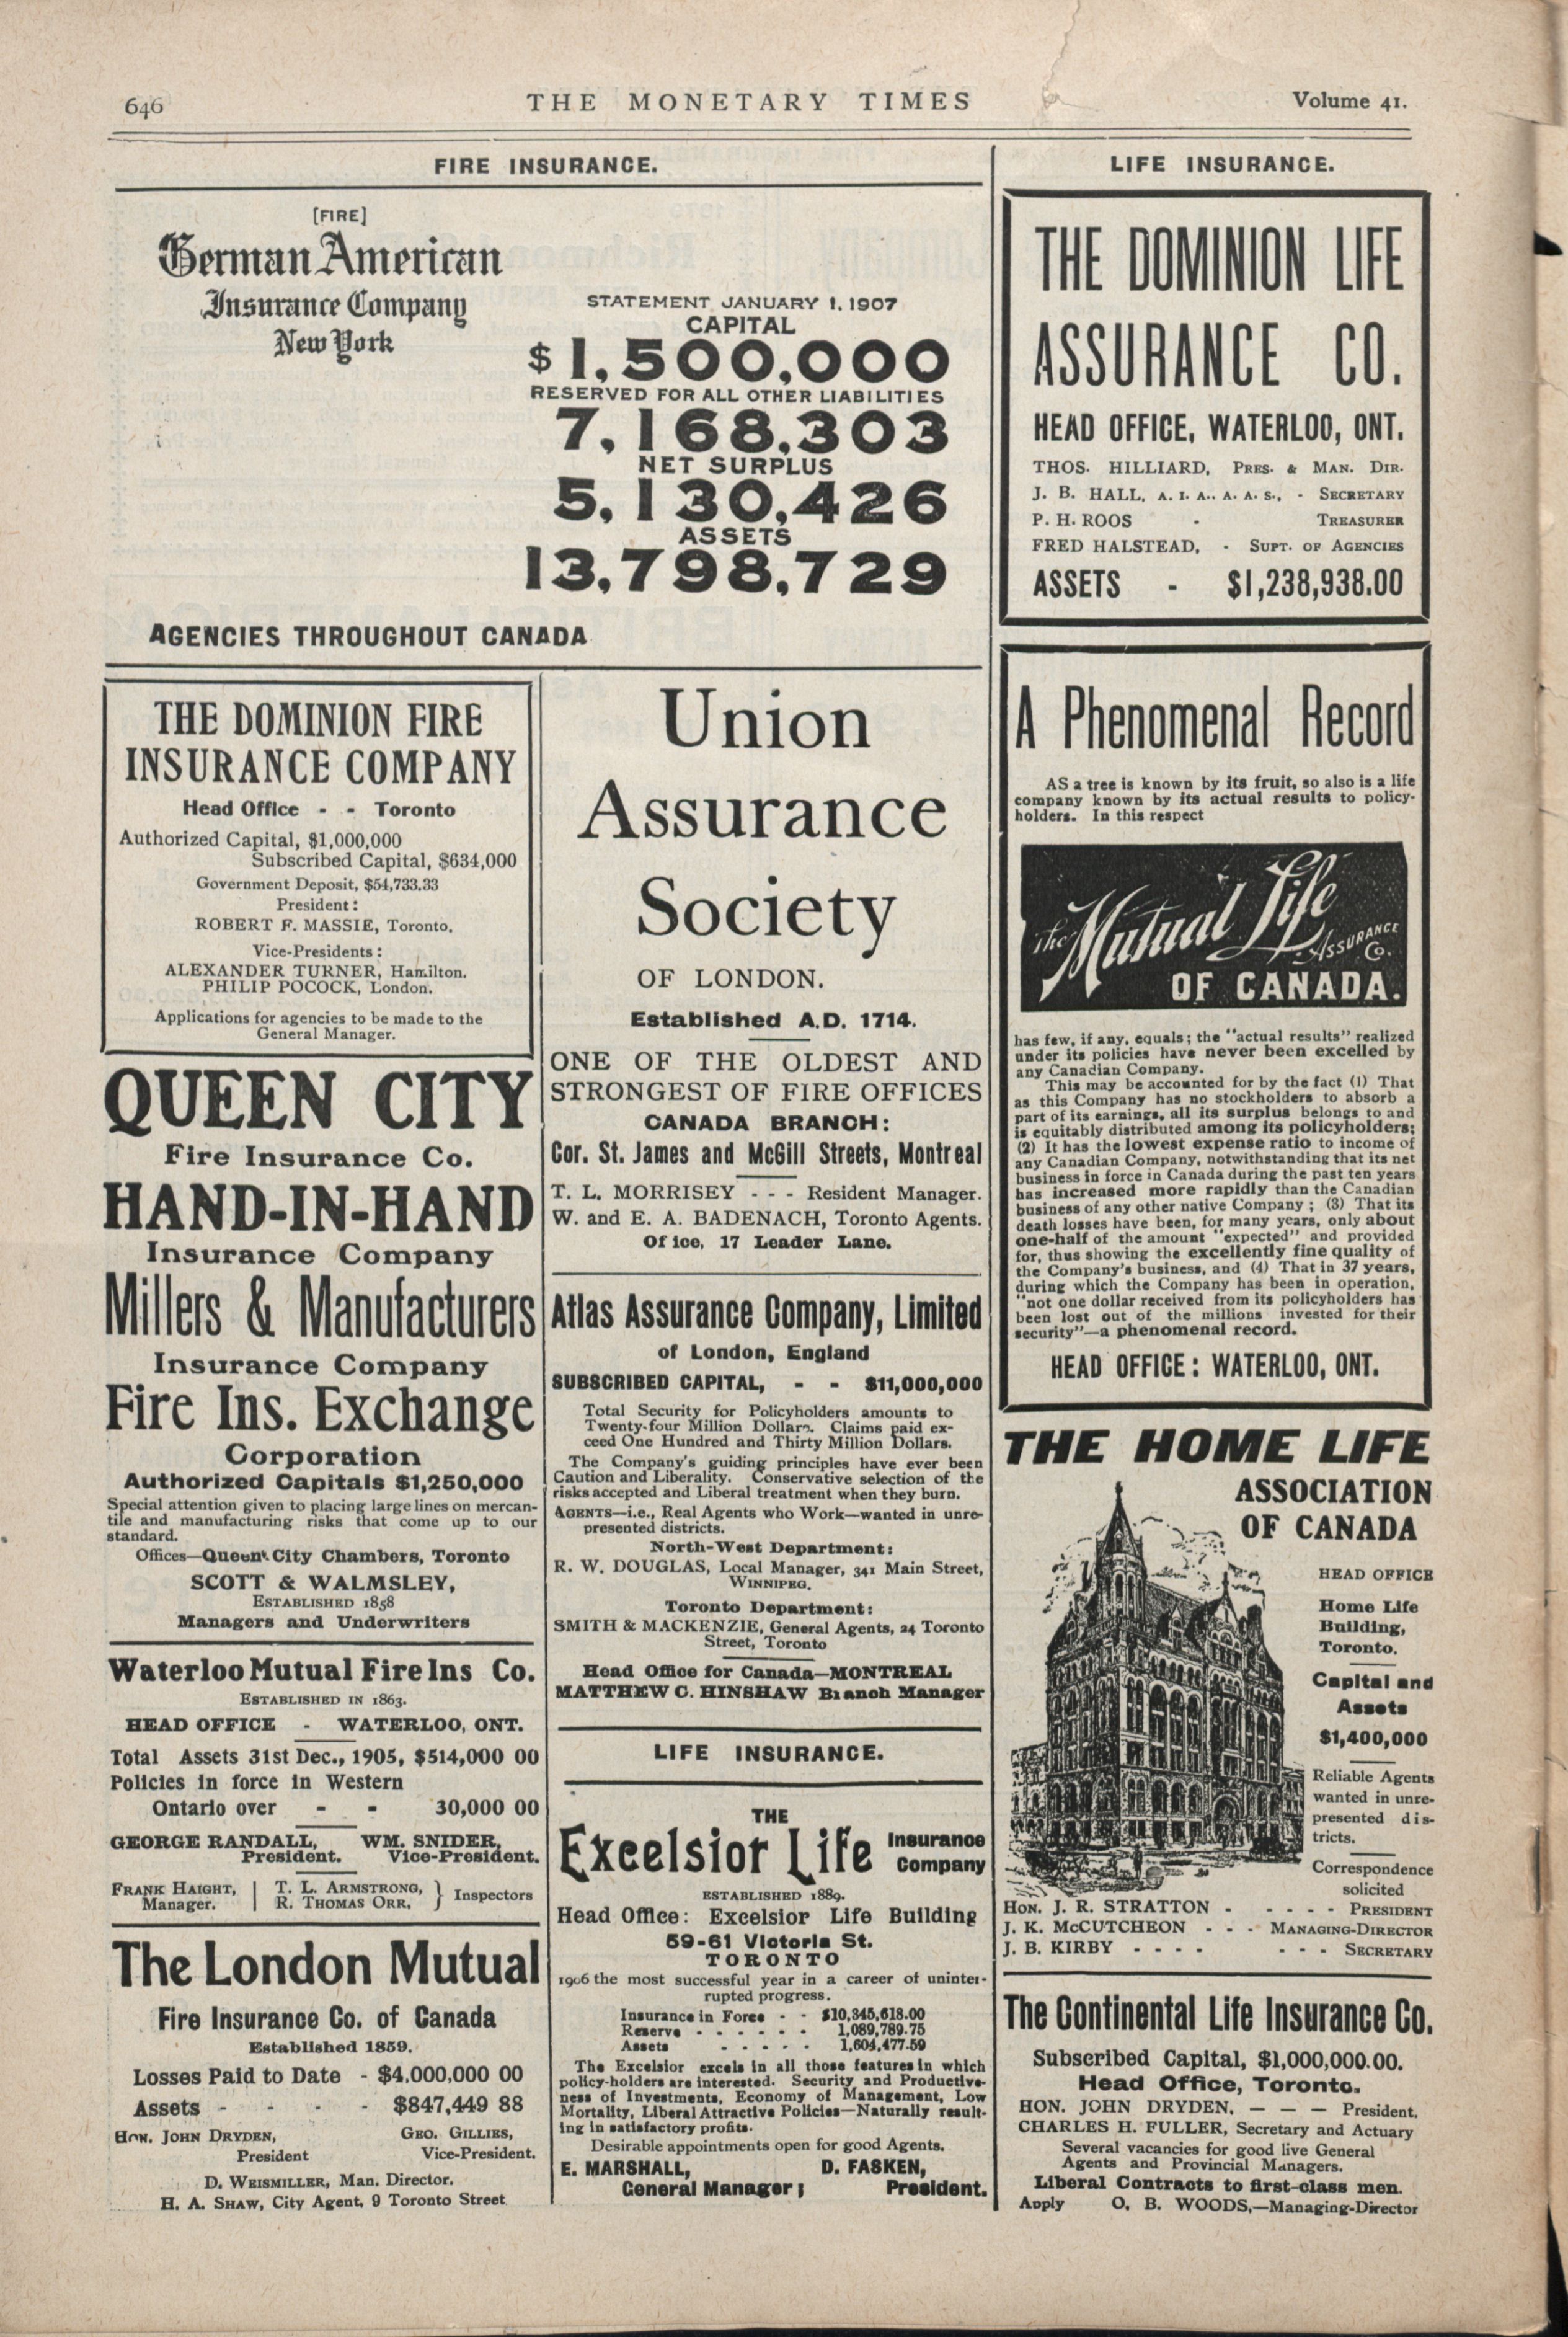 646
THE MONETARY TIMES
Volume 41.
FIRE INSURANCE.
[FIRE]
German American
Insurance Company
New York
STATEMENT JANUARY 1, 1907
CAPITAL
$1,500,000
RESERVED FOR ALL OTHER LIABILITIES
7,168,303
NET SURPLUS
5,130,426
ASSETS
13,798,729
AGENCIES THROUGHOUT CANADA
THE DOMINION FIRE
INSURANCE COMPANY
Head Office - - Toronto
Authorized Capital, $1,000,000
Subscribed Capital, $634,000
Government Deposit, $54,733.33
President:
ROBERT F. MASSIE, Toronto.
Vice-Presidents:
ALEXANDER TURNER, Hamilton.
PHILIP POCOCK, London.
Applications for agencies to be made to the
General Manager.
QUEEN CITY
Fire Insurance Co.
HAND-IN-HAND
Insurance Company
Millers & Manufacturers
Insurance Company
Fire Ins. Exchange
Corporation
Authorized Capitals $1,250,000
Special attention given to placing large lines on mercan-
tile and manufacturing risks that come up to our
standard.
Offices—Queen City Chambers, Toronto
SCOTT & WALMSLEY,
ESTABLISHED 1858
Managers and Underwriters
Waterloo Mutual Fire Ins Co.
ESTABLISHED IN 1863.
HEAD OFFICE - WATERLOO, ONT.
Total Assets 31st Dec., 1905, $514,000 00
Policies in force in Western
Ontario over - - 30,000 00
GEORGE RANDALL, WM. SNIDER,
President. Vice-President.
FRANK HAIGHT, | T. L. ARMSTRONG, } Inspectors
Manager. | R. THOMAS ORR,
The London Mutual
Fire Insurance Co. of Canada
Established 1859.
Losses Paid to Date - $4,000,000 00
Assets - - - - $847,449 88
HON. JOHN DRYDEN, GEO. GILLIES,
President Vice-President.
D. WEISMILLER, Man. Director.
H. A. SHAW, City Agent, 9 Toronto Street
Union
Assurance
Society
OF LONDON.
Established A.D. 1714.
ONE OF THE OLDEST AND
STRONGEST OF FIRE OFFICES
CANADA BRANCH:
Cor. St. James and McGill Streets, Montreal
T. L. MORRISEY - - - Resident Manager.
W. and E. A. BADENACH, Toronto Agents.
Of ice, 17 Leader Lane.
Atlas Assurance Company, Limited
of London, England
SUBSCRIBED CAPITAL, - - $11,000,000
Total Security for Policyholders amounts to
Twenty-four Million Dollars. Claims paid ex-
ceed One Hundred and Thirty Million Dollars.
The Company's guiding principles have ever been
Caution and Liberality. Conservative selection of the
risks accepted and Liberal treatment when they burn.
AGENTS—i.e., Real Agents who Work—wanted in unre-
presented districts.
North-West Department:
R. W. DOUGLAS, Local Manager, 341 Main Street,
WINNIPEG.
Toronto Department:
SMITH & MACKENZIE, General Agents, 24 Toronto
Street, Toronto
Head Office for Canada—MONTREAL
MATTHEW C. HINSHAW Branch Manager
LIFE INSURANCE.
THE
Excelsior Life Insurance Company
ESTABLISHED 1889.
Head Office: Excelsior Life Building
59-61 Victoria St.
TORONTO
1906 the most successful year in a career of uninter-
rupted progress.
Insurance in Force - - $10,345,618.00
Reserve - - - - - - 1,089,789.75
Assets - - - - - 1,604,477.59
The Excelsior excels in all those features in which
policy-holders are interested. Security and Productive-
ness of Investments, Economy of Management, Low
Mortality, Liberal Attractive Policies—Naturally result-
ing in satisfactory profits.
Desirable appointments open for good Agents.
E. MARSHALL, D. FASKEN,
General Manager; President.
LIFE INSURANCE.
THE DOMINION LIFE
ASSURANCE CO.
HEAD OFFICE, WATERLOO, ONT.
THOS. HILLIARD, PRES. & MAN. DIR.
J. B. HALL, A. I. A., A. A. S., - SECRETARY
P. H. ROOS - TREASURER
FRED HALSTEAD, - SUPT. OF AGENCIES
ASSETS - $1,238,938.00
A Phenomenal Record
AS a tree is known by its fruit, so also is a life
company known by its actual results to policy-
holders. In this respect
The Mutual Life
ASSURANCE Co.
OF CANADA.
has few, if any, equals; the "actual results" realized
under its policies have never been excelled by
any Canadian Company.
This may be accounted for by the fact (1) That
as this Company has no stockholders to absorb a
part of its earnings, all its surplus belongs to and
is equitably distributed among its policyholders;
(2) It has the lowest expense ratio to income of
any Canadian Company, notwithstanding that its net
business in force in Canada during the past ten years
has increased more rapidly than the Canadian
business of any other native Company; (3) That its
death losses have been, for many years, only about
one-half of the amount "expected" and provided
for, thus showing the excellently fine quality of
the Company's business, and (4) That in 37 years,
during which the Company has been in operation,
"not one dollar received from its policyholders has
been lost out of the millions invested for their
security"—a phenomenal record.
HEAD OFFICE: WATERLOO, ONT.
THE HOME LIFE
ASSOCIATION
OF CANADA
HEAD OFFICE
Home Life
Building,
Toronto.
Capital and
Assets
$1,400,000
Reliable Agents
wanted in unre-
presented dis-
tricts.
Correspondence
solicited
HON. J. R. STRATTON - - - - - PRESIDENT
J. K. McCUTCHEON - - - MANAGING-DIRECTOR
J. B. KIRBY - - - - - - - SECRETARY
The Continental Life Insurance Co.
Subscribed Capital, $1,000,000.00.
Head Office, Toronto.
HON. JOHN DRYDEN, — — — President.
CHARLES H. FULLER, Secretary and Actuary
Several vacancies for good live General
Agents and Provincial Managers.
Liberal Contracts to first-class men.
Apply O. B. WOODS,—Managing-Director